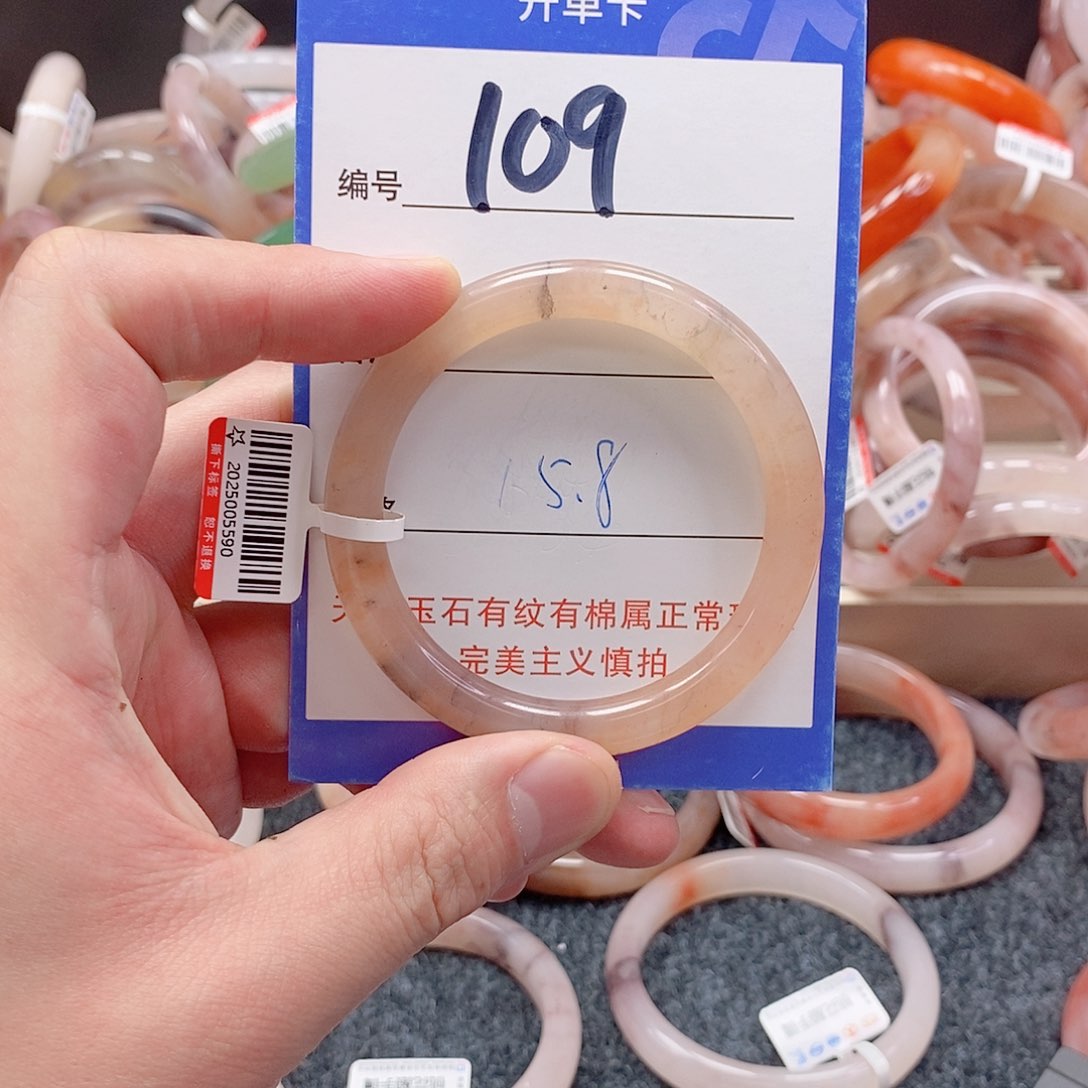 开单卡
编号 109
15.8
玉石有纹有棉属正常
完美主义慎拍
撕下标签 恕不退换
☆ 2025005590